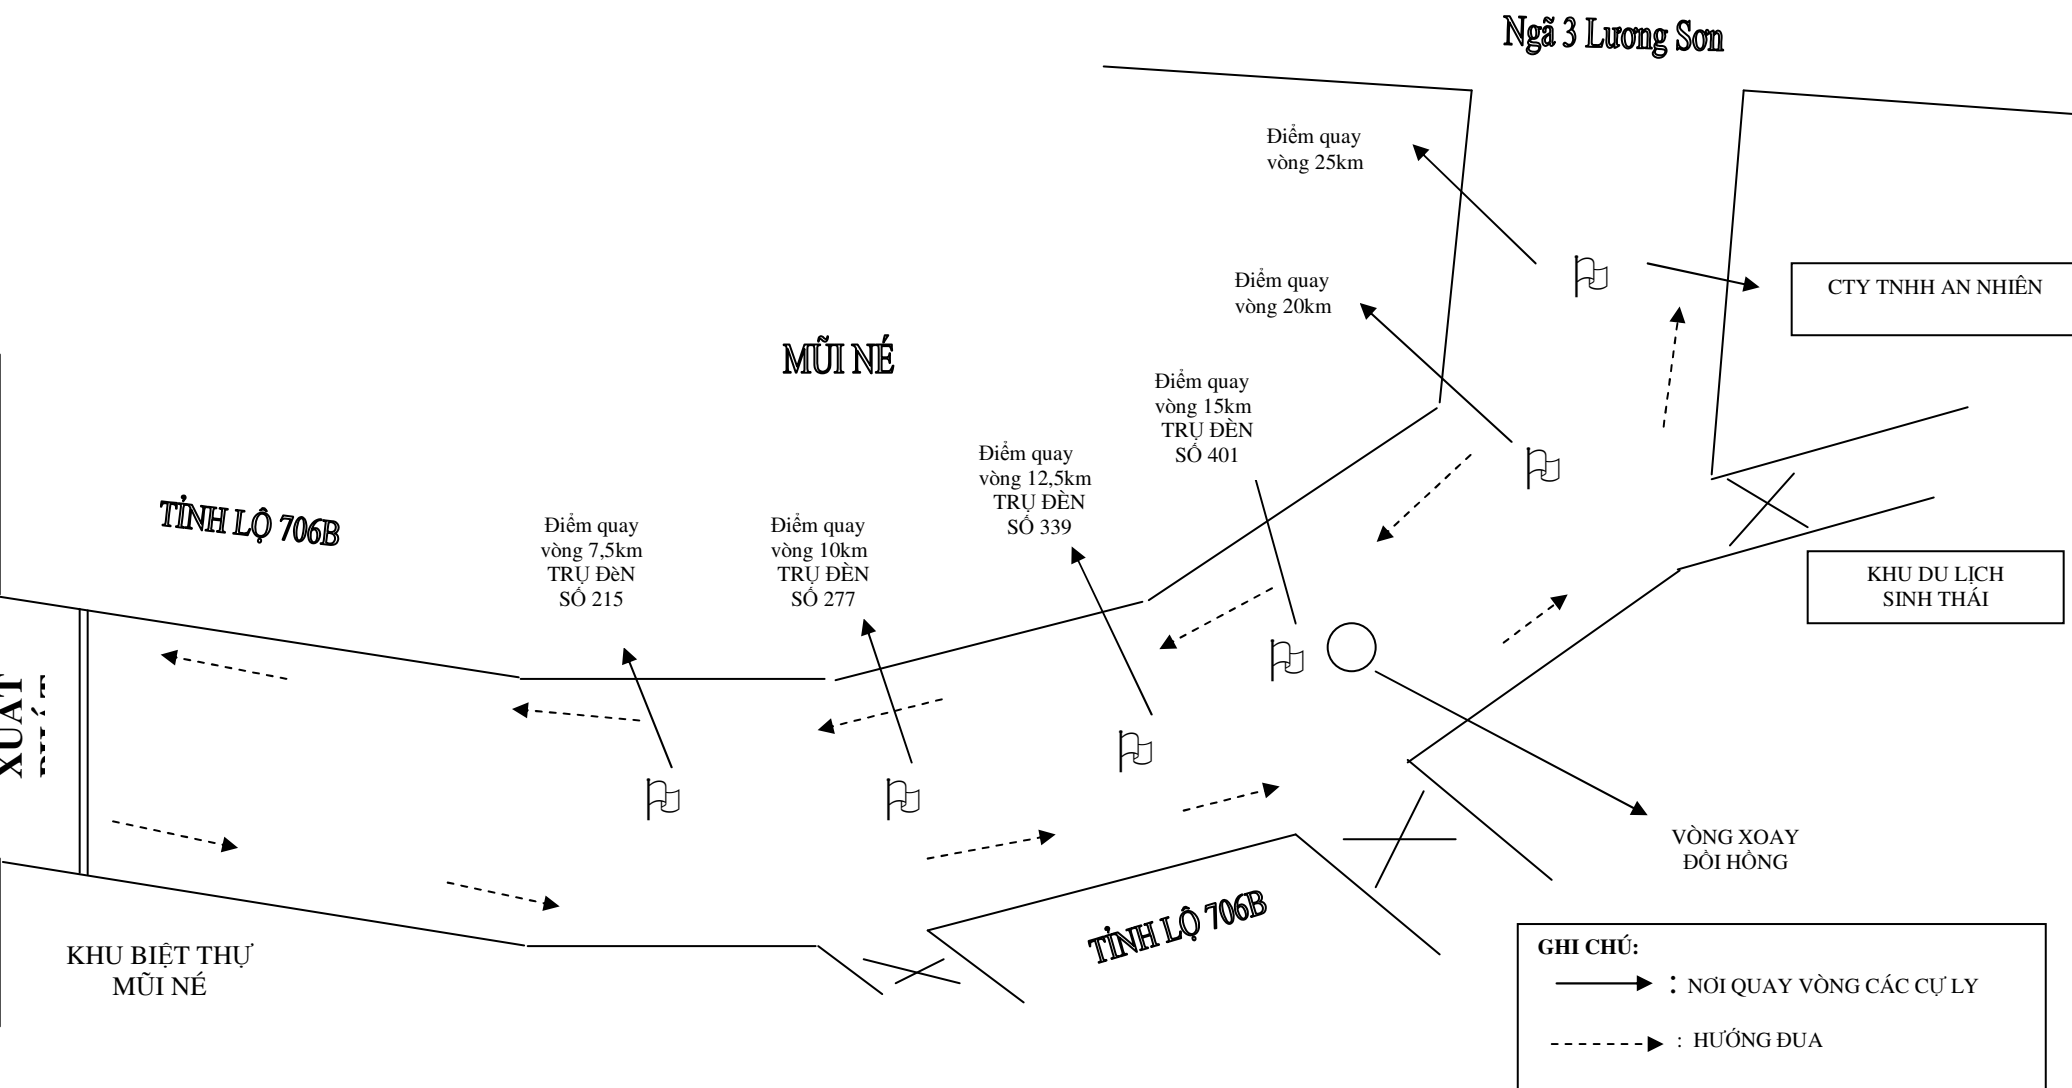 Ngã 3 Lương Sơn
Điểm quay
vòng 25km
CTY TNHH AN NHIÊN
Điểm quay
vòng 20km
MŨI NÉ
Điểm quay
vòng 15km
TRỤ ĐÈN
SỐ 401
Điểm quay
vòng 12,5km
TRỤ ĐÈN
SỐ 339
TỈNH LỘ 706B
Điểm quay
vòng 7,5km
TRỤ ĐèN
SỐ 215
Điểm quay
vòng 10km
TRỤ ĐÈN
SỐ 277
KHU DU LỊCH
SINH THÁI
XUẤT
VÒNG XOAY
ĐỒI HỒNG
TỈNH LỘ 706B
KHU BIỆT THỰ
MŨI NÉ
GHI CHÚ:
: NƠI QUAY VÒNG CÁC CỰ LY
: HƯỚNG ĐUA